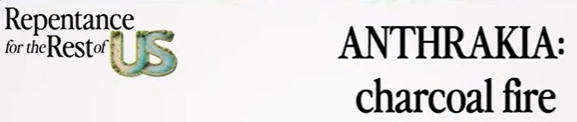 Repentance
for the Rest of US
ANTHRAKIA:
charcoal fire